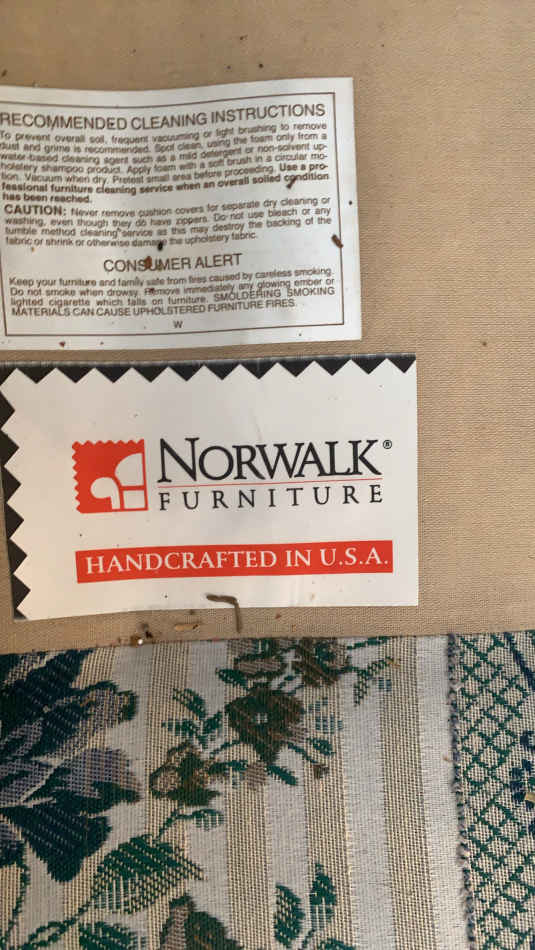 RECOMMENDED CLEANING INSTRUCTIONS
To prevent overall soil, frequent vacuuming or light brushing to remove
dust and grime is recommended. Spot clean, using the foam only from a
water-based cleaning agent such as a mild detergent or non-solvent up-
holstery shampoo product. Apply foam with a soft brush in a circular mo-
tion. Vacuum when dry. Pretest small area before proceeding. Use a pro-
fessional furniture cleaning service when an overall soiled condition
has been reached.
CAUTION: Never remove cushion covers for separate dry cleaning or
washing, even though they do have zippers. Do not use bleach or any
tumble method cleaning service as this may destroy the backing of the
fabric or shrink or otherwise damage the upholstery fabric.
CONSUMER ALERT
Keep your furniture and family safe from fires caused by careless smoking.
Do not smoke when drowsy. Remove immediately any glowing ember or
lighted cigarette which falls on furniture. SMOLDERING SMOKING
MATERIALS CAN CAUSE UPHOLSTERED FURNITURE FIRES.
W
NORWALK®
FURNITURE
HANDCRAFTED IN U.S.A.